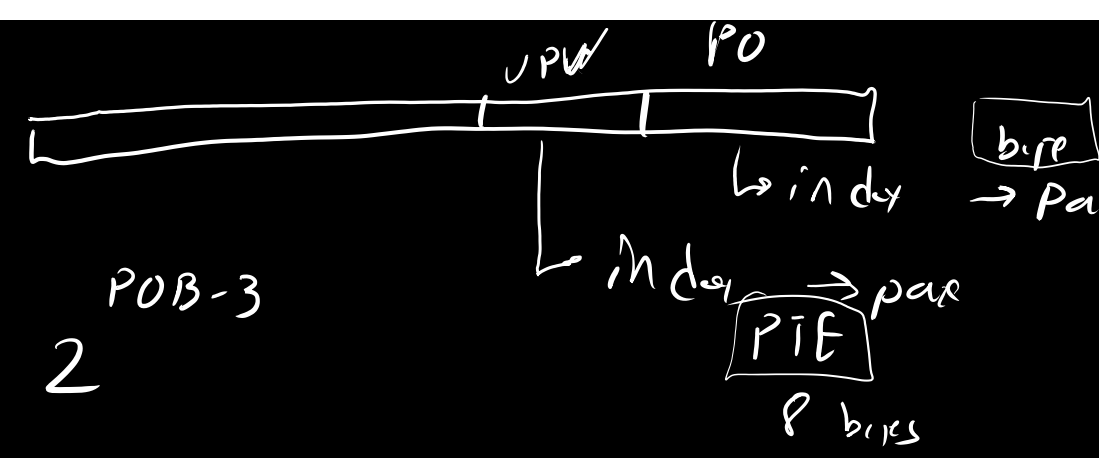 VPN PO
byte
→ index → Pa
index → page
POB-3
2
PTE
8 bytes